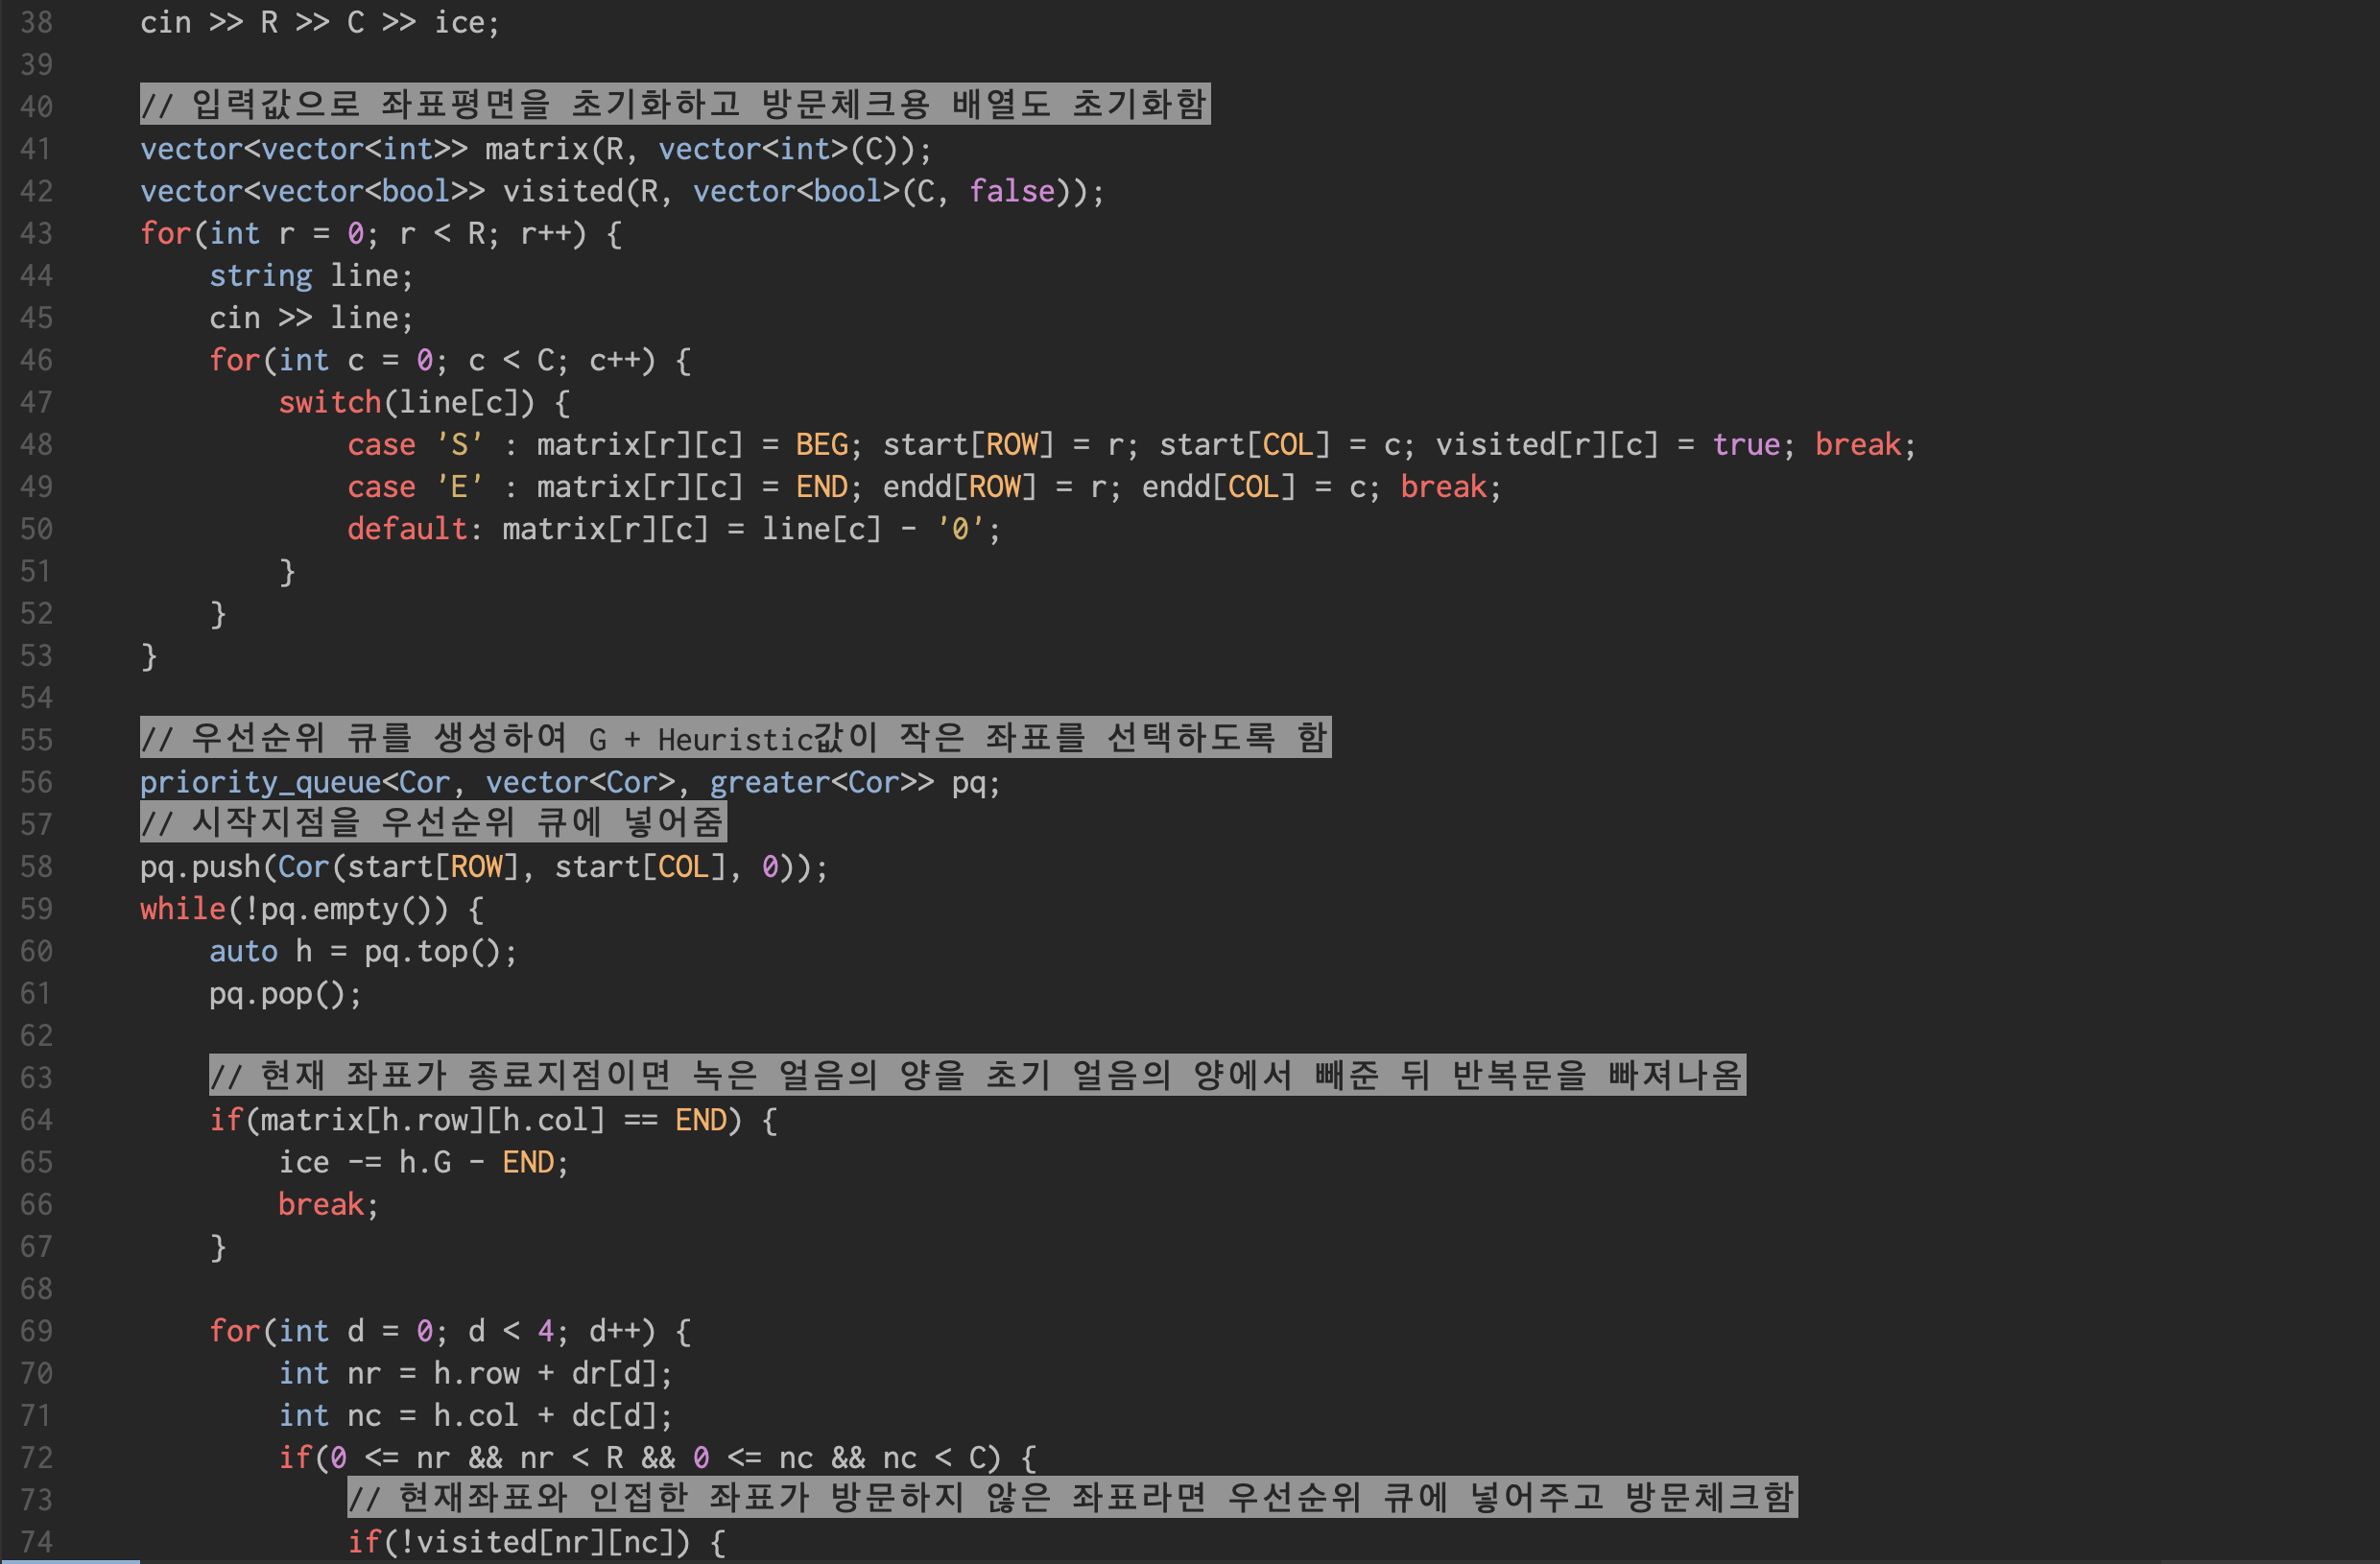 38 cin >> R >> C >> ice;
39
40 // 입력값으로 좌표평면을 초기화하고 방문체크용 배열도 초기화함
41 vector<vector<int>> matrix(R, vector<int>(C));
42 vector<vector<bool>> visited(R, vector<bool>(C, false));
43 for(int r = 0; r < R; r++) {
44 string line;
45 cin >> line;
46 for(int c = 0; c < C; c++) {
47 switch(line[c]) {
48 case 'S' : matrix[r][c] = BEG; start[ROW] = r; start[COL] = c; visited[r][c] = true; break;
49 case 'E' : matrix[r][c] = END; endd[ROW] = r; endd[COL] = c; break;
50 default: matrix[r][c] = line[c] - '0';
51 }
52 }
53 }
54
55 // 우선순위 큐를 생성하여 G + Heuristic값이 작은 좌표를 선택하도록 함
56 priority_queue<Cor, vector<Cor>, greater<Cor>> pq;
57 // 시작지점을 우선순위 큐에 넣어줌
58 pq.push(Cor(start[ROW], start[COL], 0));
59 while(!pq.empty()) {
60 auto h = pq.top();
61 pq.pop();
62
63 // 현재 좌표가 종료지점이면 녹은 얼음의 양을 초기 얼음의 양에서 빼준 뒤 반복문을 빠져나옴
64 if(matrix[h.row][h.col] == END) {
65 ice -= h.G - END;
66 break;
67 }
68
69 for(int d = 0; d < 4; d++) {
70 int nr = h.row + dr[d];
71 int nc = h.col + dc[d];
72 if(0 <= nr && nr < R && 0 <= nc && nc < C) {
73 // 현재좌표와 인접한 좌표가 방문하지 않은 좌표라면 우선순위 큐에 넣어주고 방문체크함
74 if(!visited[nr][nc]) {